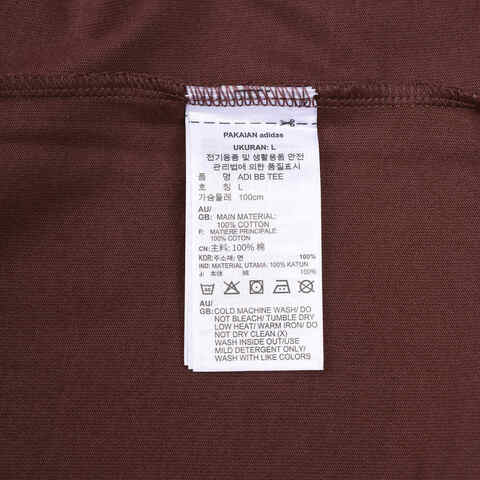 PAKAIAN adidas
UKURAN: L
전기용품 및 생활용품 안전
관리법에 의한 품질표시
품 명 ADI BB TEE
호 칭 L
가슴둘레 100cm
AU/
GB: MAIN MATERIAL:
100% COTTON
F: MATIERE PRINCIPALE:
100% COTON
CN: 主料: 100% 棉
KOR: 주소재: 면 100%
IND: MATERIAL UTAMA: 100% KATUN
J: 本体 綿 100%
AU/
GB: COLD MACHINE WASH/ DO
NOT BLEACH/ TUMBLE DRY
LOW HEAT/ WARM IRON/ DO
NOT DRY CLEAN (X)
WASH INSIDE OUT/ USE
MILD DETERGENT ONLY/
WASH WITH LIKE COLORS